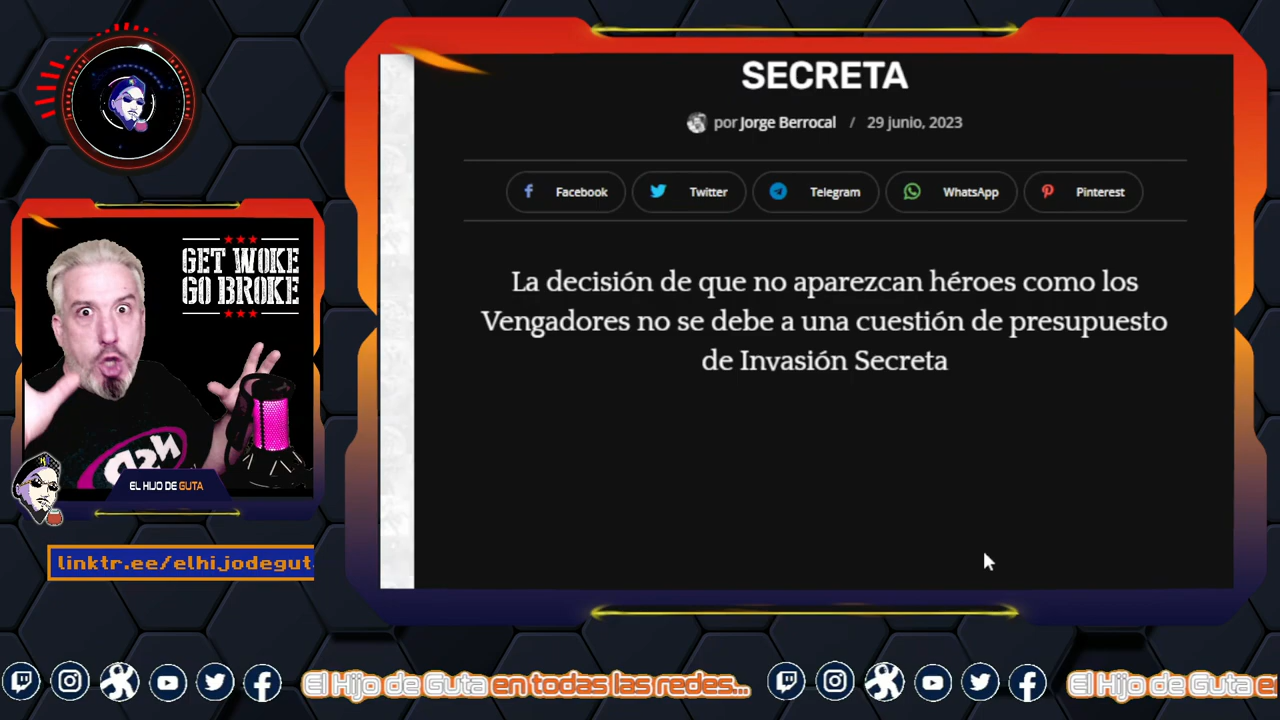 SECRETA
por Jorge Berrocal / 29 junio, 2023
Facebook
Twitter
Telegram
WhatsApp
Pinterest
La decisión de que no aparezcan héroes como los
Vengadores no se debe a una cuestión de presupuesto
de Invasión Secreta
GET WOKE
GO BROKE
EL HIJO DE GUTA
linktr.ee/elhijodegut
El Hijo de Guta en todas las redes...
El Hijo de Guta e